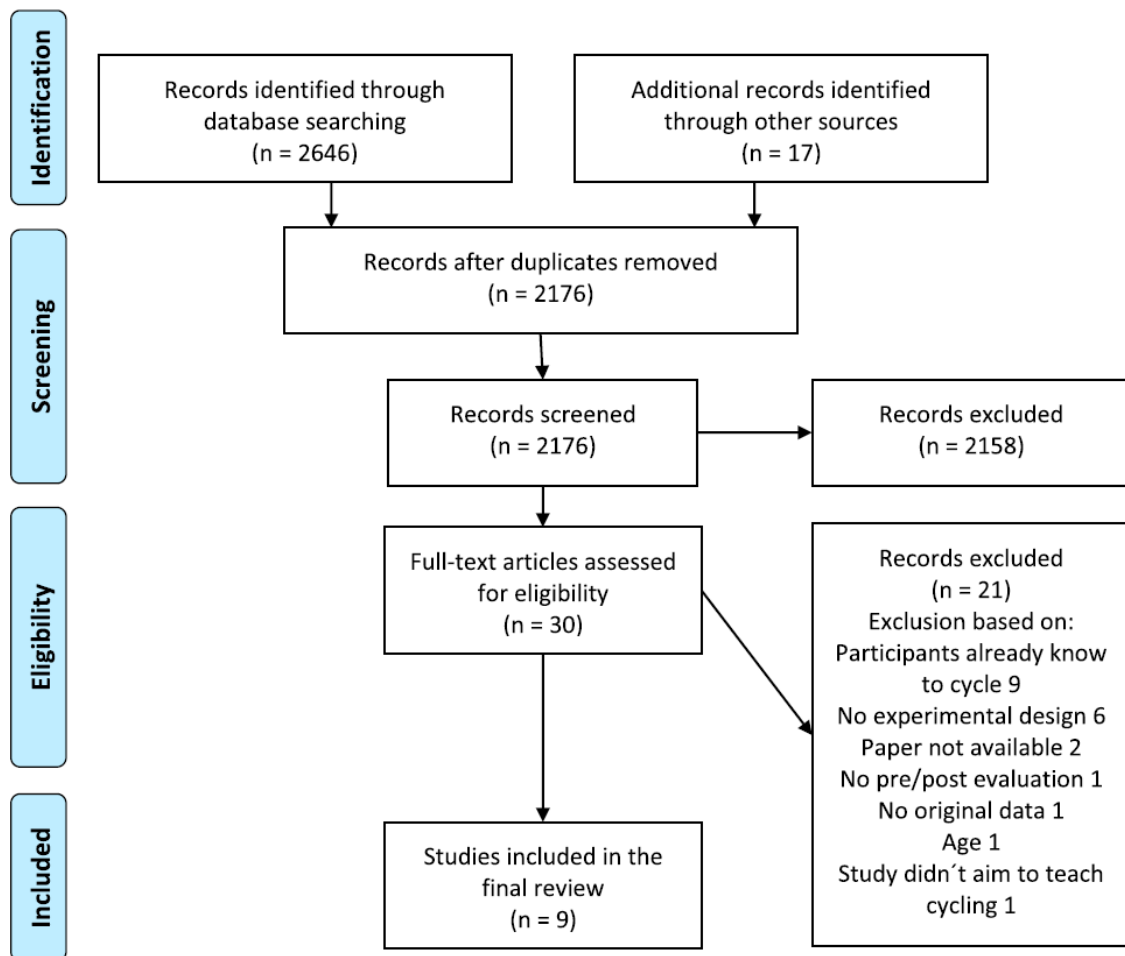 Identification
Records identified through
database searching
(n = 2646)
Additional records identified
through other sources
(n = 17)
Screening
Records after duplicates removed
(n = 2176)
Records screened
(n = 2176)
Records excluded
(n = 2158)
Eligibility
Full-text articles assessed
for eligibility
(n = 30)
Records excluded
(n = 21)
Exclusion based on:
Participants already know
to cycle 9
No experimental design 6
Paper not available 2
No pre/post evaluation 1
No original data 1
Age 1
Study didn´t aim to teach
cycling 1
Included
Studies included in the
final review
(n = 9)